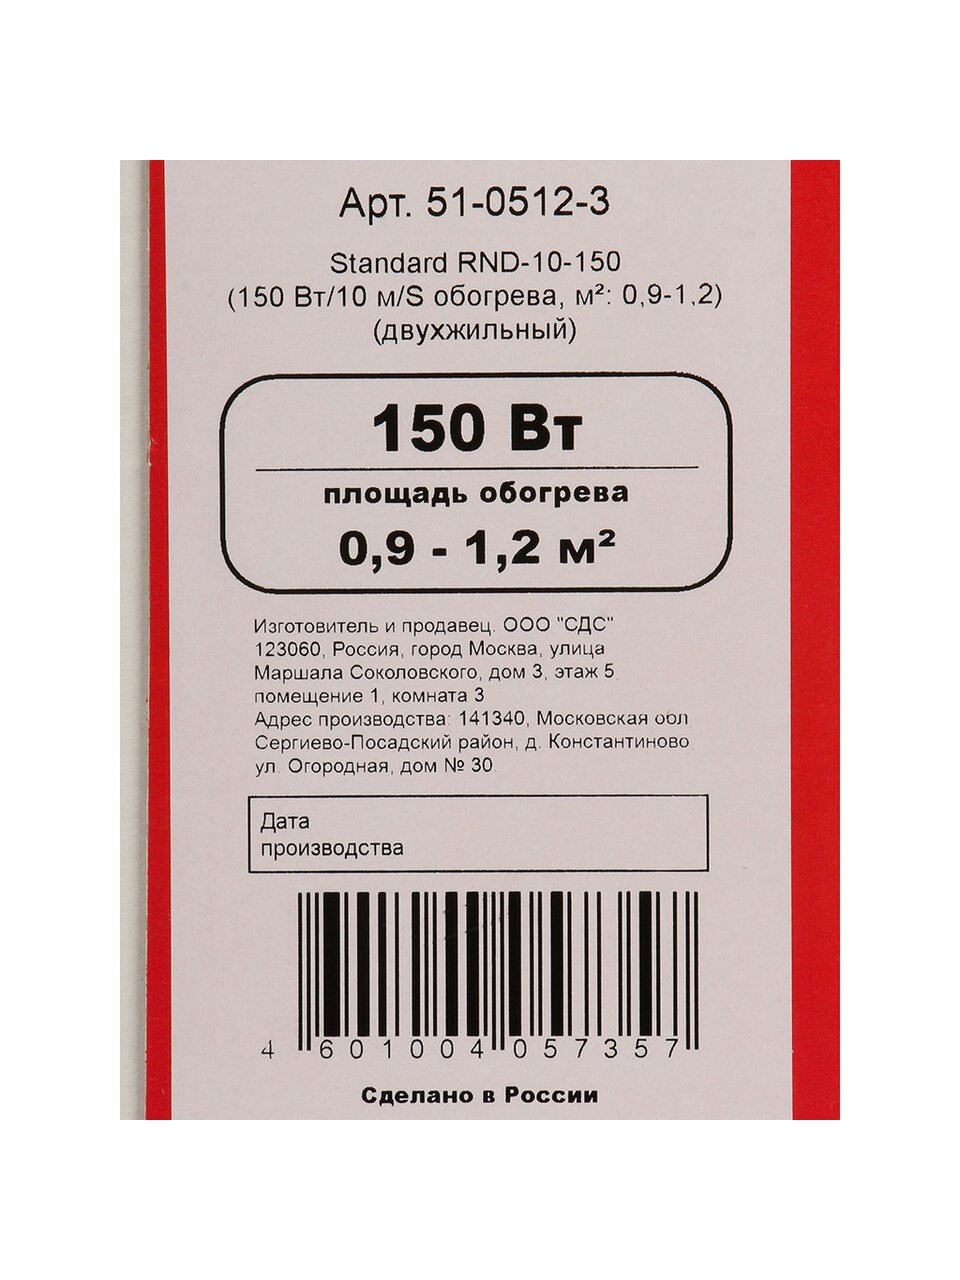 Арт. 51-0512-3
Standard RND-10-150
(150 Вт/10 м/S обогрева, м²: 0,9-1,2)
(двухжильный)
150 Вт
площадь обогрева
0,9 - 1,2 м²
Изготовитель и продавец. ООО "СДС"
123060, Россия, город Москва, улица
Маршала Соколовского, дом 3, этаж 5,
помещение 1, комната 3
Адрес производства: 141340, Московская обл
Сергиево-Посадский район, д. Константиново
ул. Огородная, дом № 30.
Дата
производства
4 601004 057357
Сделано в России